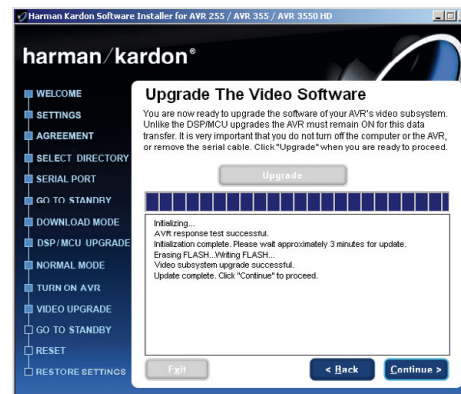 Harman Kardon Software Installer for AVR 255 / AVR 355 / AVR 3550 HD
harman/kardon®
WELCOME
SETTINGS
AGREEMENT
SELECT DIRECTORY
SERIAL PORT
GO TO STANDBY
DOWNLOAD MODE
DSP/MCU UPGRADE
NORMAL MODE
TURN ON AVR
VIDEO UPGRADE
GO TO STANDBY
RESET
RESTORE SETTINGS
Upgrade The Video Software
You are now ready to upgrade the software of your AVR's video subsystem.
Unlike the DSP/MCU upgrades the AVR must remain ON for this data
transfer. It is very important that you do not turn off the computer or the AVR,
or remove the serial cable. Click "Upgrade" when you are ready to proceed.
Upgrade
Initializing...
AVR response test successful.
Initialization complete. Please wait approximately 3 minutes for update.
Erasing FLASH...Writing FLASH...
Video subsystem upgrade successful.
Update complete. Click "Continue" to proceed.
Exit
< Back
Continue >